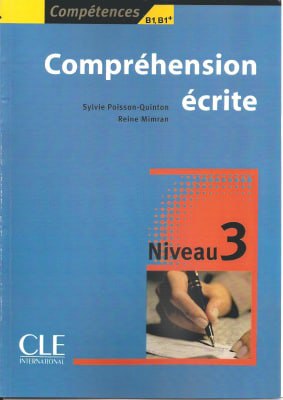 Compétences
B1, B1+
Compréhension
écrite
Sylvie Poisson-Quinton
Reine Mimran
Niveau 3
CLE
INTERNATIONAL